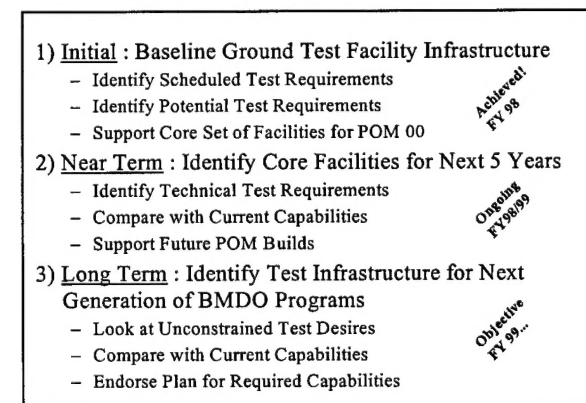 1) Initial : Baseline Ground Test Facility Infrastructure
– Identify Scheduled Test Requirements
– Identify Potential Test Requirements
– Support Core Set of Facilities for POM 00
Achieved!
FY 98
2) Near Term : Identify Core Facilities for Next 5 Years
– Identify Technical Test Requirements
– Compare with Current Capabilities
– Support Future POM Builds
Ongoing
FY98/99
3) Long Term : Identify Test Infrastructure for Next
Generation of BMDO Programs
– Look at Unconstrained Test Desires
– Compare with Current Capabilities
– Endorse Plan for Required Capabilities
Objective
FY 99...